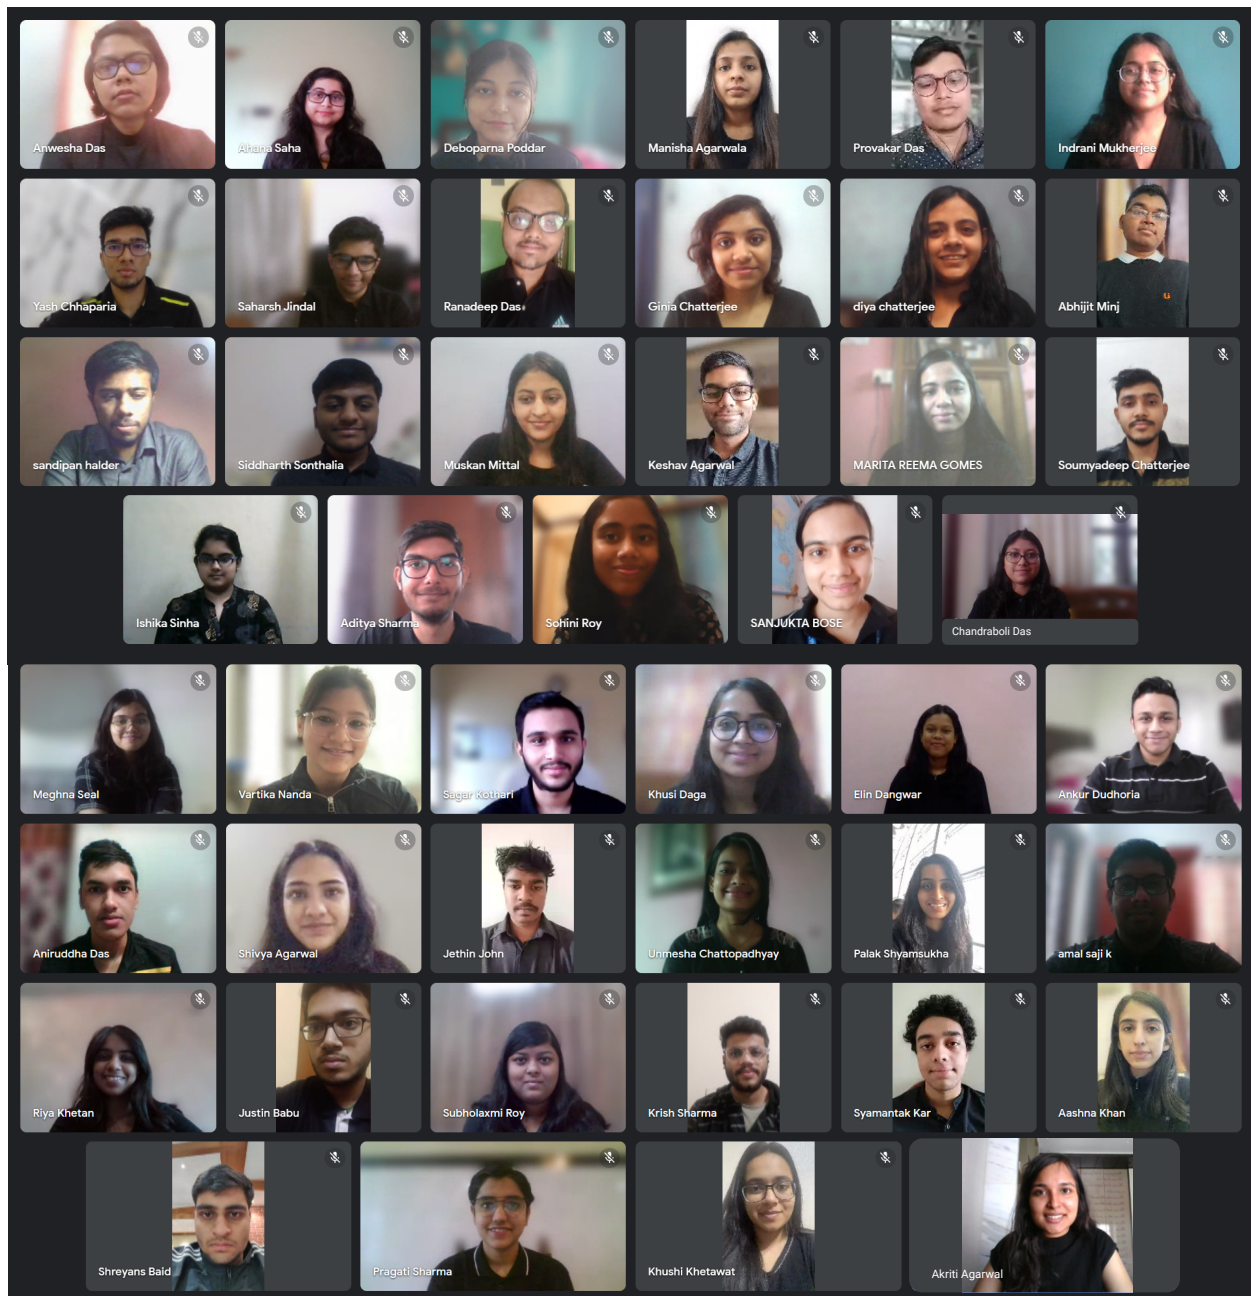 Anwesha Das
Ahana Saha
Deboparna Poddar
Manisha Agarwala
Provakar Das
Indrani Mukherjee
Yash Chhaparia
Saharsh Jindal
Ranadeep Das
Ginia Chatterjee
diya chatterjee
Abhijit Minj
sandipan halder
Siddharth Sonthalia
Muskan Mittal
Keshav Agarwal
MARITA REEMA GOMES
Soumyadeep Chatterjee
Ishika Sinha
Aditya Sharma
Sohini Roy
SANJUKTA BOSE
Chandraboli Das
Meghna Seal
Vartika Nanda
Sagar Kothari
Khusi Daga
Elin Dangwar
Ankur Dudhoria
Aniruddha Das
Shivya Agarwal
Jethin John
Unmesha Chattopadhyay
Palak Shyamsukha
amal saji k
Riya Khetan
Justin Babu
Subholaxmi Roy
Krish Sharma
Syamantak Kar
Aashna Khan
Shreyans Baid
Pragati Sharma
Khushi Khetawat
Akriti Agarwal